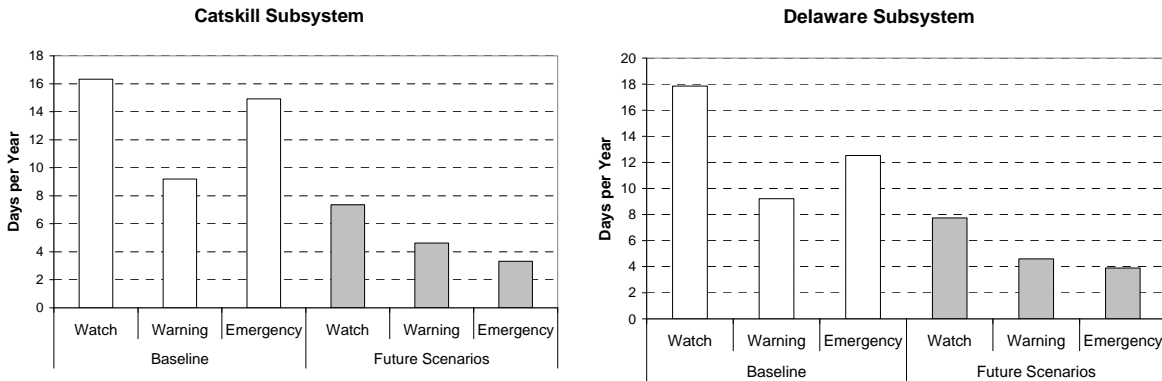 Catskill Subsystem
Days per Year
18
16
14
12
10
8
6
4
2
0
Watch Warning Emergency Watch Warning Emergency
Baseline Future Scenarios
Delaware Subsystem
Days per Year
20
18
16
14
12
10
8
6
4
2
0
Watch Warning Emergency Watch Warning Emergency
Baseline Future Scenarios